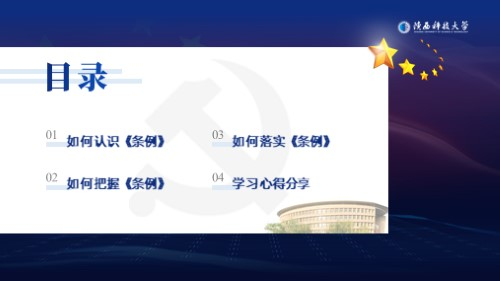 陕西科技大学
目录
01 如何认识《条例》
02 如何把握《条例》
03 如何落实《条例》
04 学习心得分享